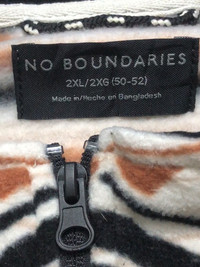 NO BOUNDARIES
2XL/2XG (50-52)
Made in/Hecho en Bangladesh